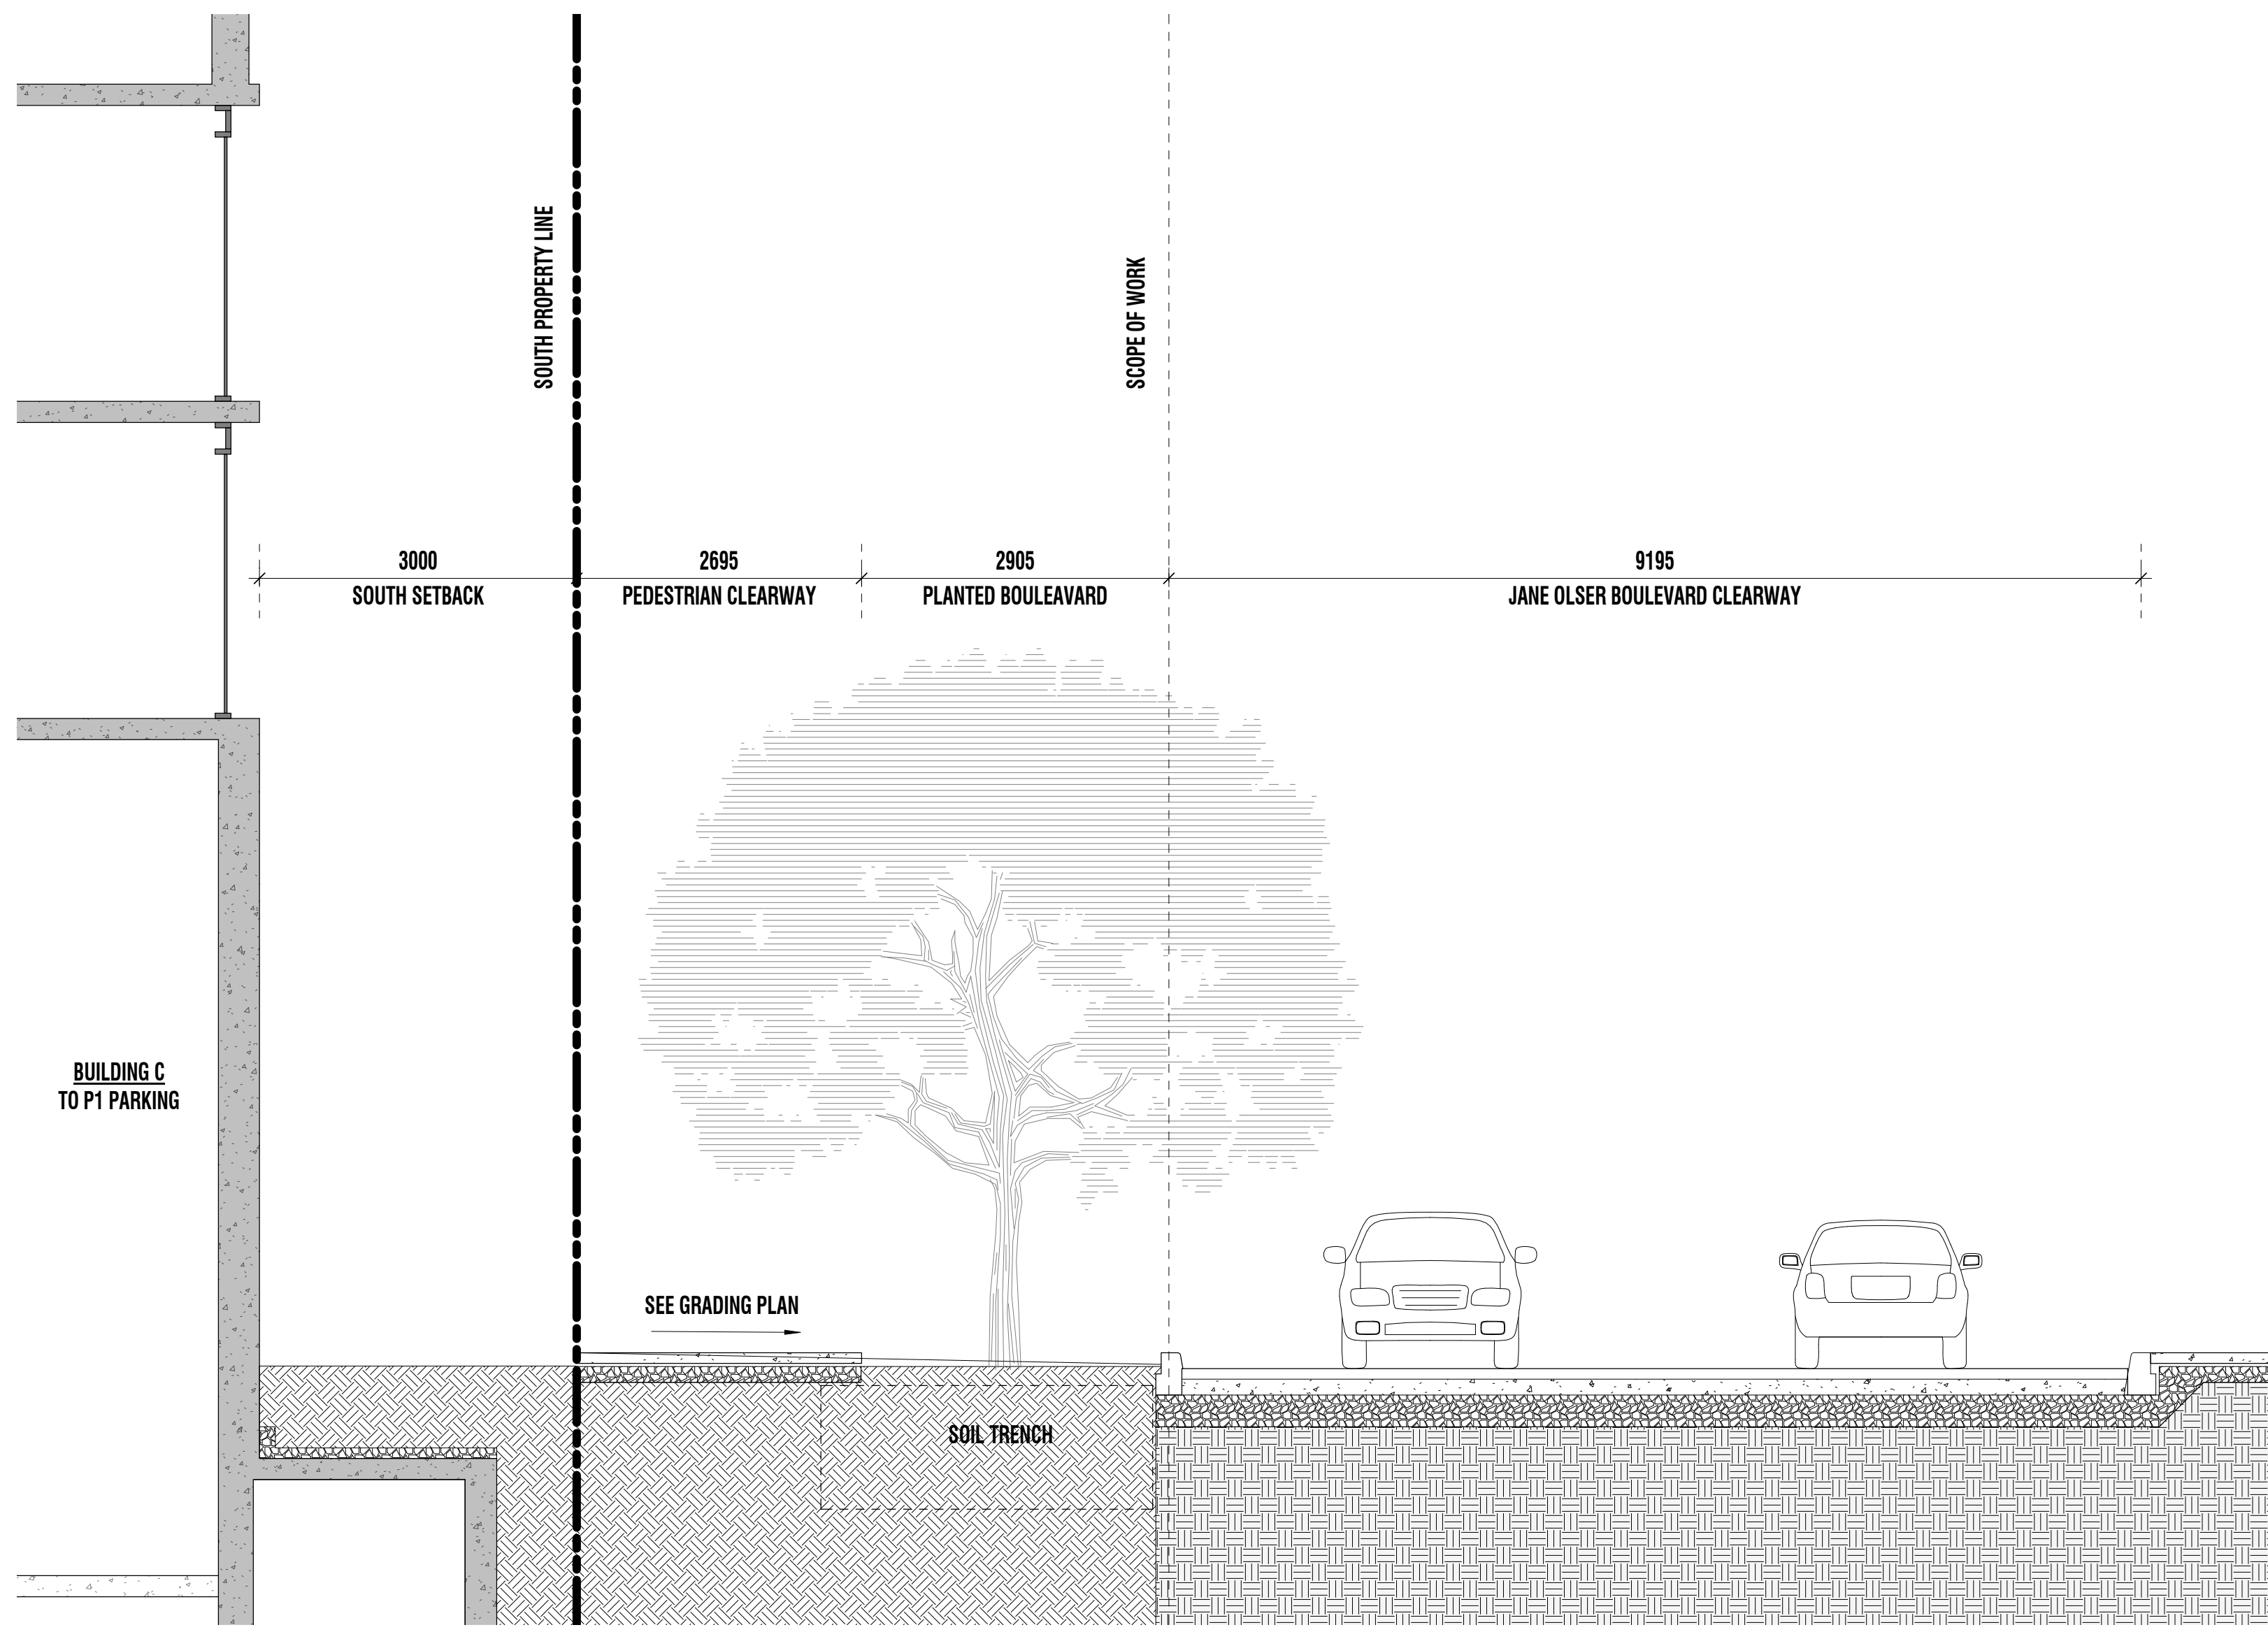 SOUTH PROPERTY LINE
SCOPE OF WORK
3000
SOUTH SETBACK
2695
PEDESTRIAN CLEARWAY
2905
PLANTED BOULEAVARD
9195
JANE OLSER BOULEVARD CLEARWAY
BUILDING C
TO P1 PARKING
SEE GRADING PLAN
SOIL TRENCH